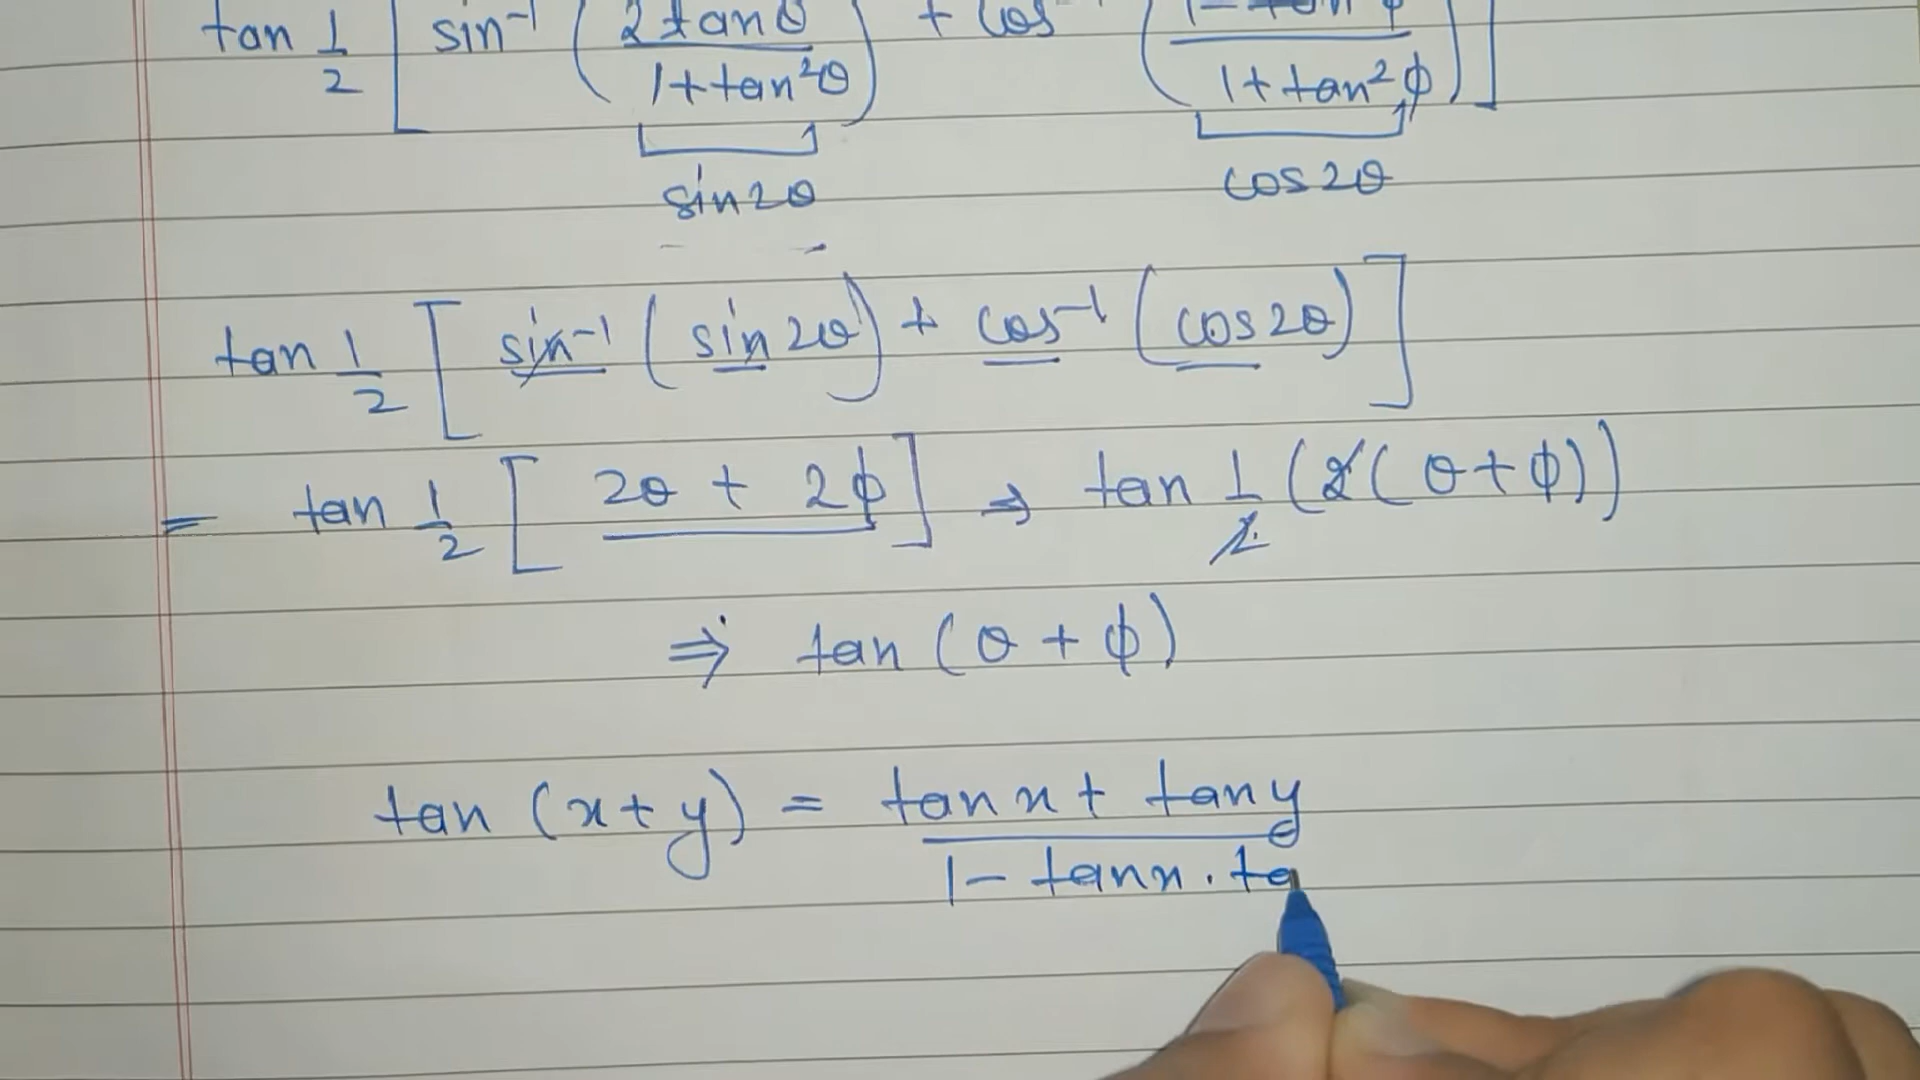 tan 1/2 [ sin⁻¹ ( 2tanθ / 1+tan²θ ) + cos ( 1-tan φ / 1+tan²φ ) ]
sin2θ cos2θ
tan 1/2 [ sin⁻¹ ( sin2θ ) + cos⁻¹ ( cos2θ ) ]
= tan 1/2 [ 2θ + 2φ ] ⇒ tan 1/2 (2(θ+φ))
⇒ tan (θ + φ)
tan (x+y) = tanx + tany / 1- tanx . ta